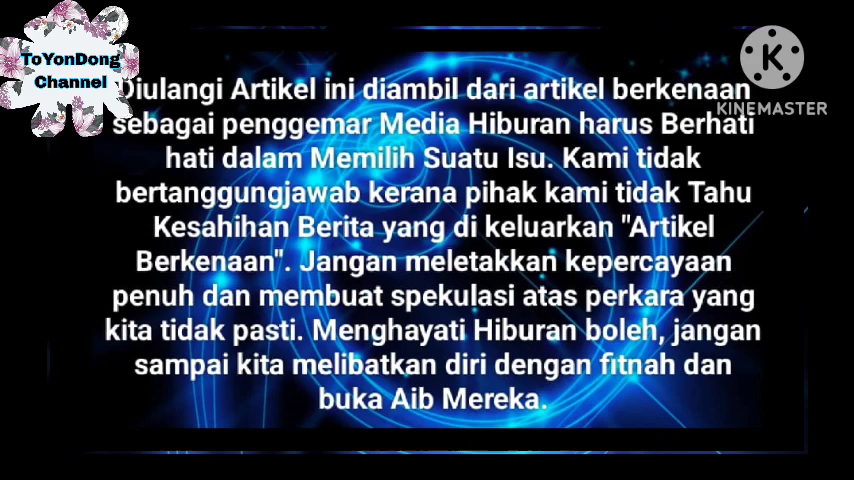 ToYonDong
Channel
KINEMASTER
Diulangi Artikel ini diambil dari artikel berkenaan
sebagai penggemar Media Hiburan harus Berhati
hati dalam Memilih Suatu Isu. Kami tidak
bertanggungjawab kerana pihak kami tidak Tahu
Kesahihan Berita yang di keluarkan "Artikel
Berkenaan". Jangan meletakkan kepercayaan
penuh dan membuat spekulasi atas perkara yang
kita tidak pasti. Menghayati Hiburan boleh, jangan
sampai kita melibatkan diri dengan fitnah dan
buka Aib Mereka.